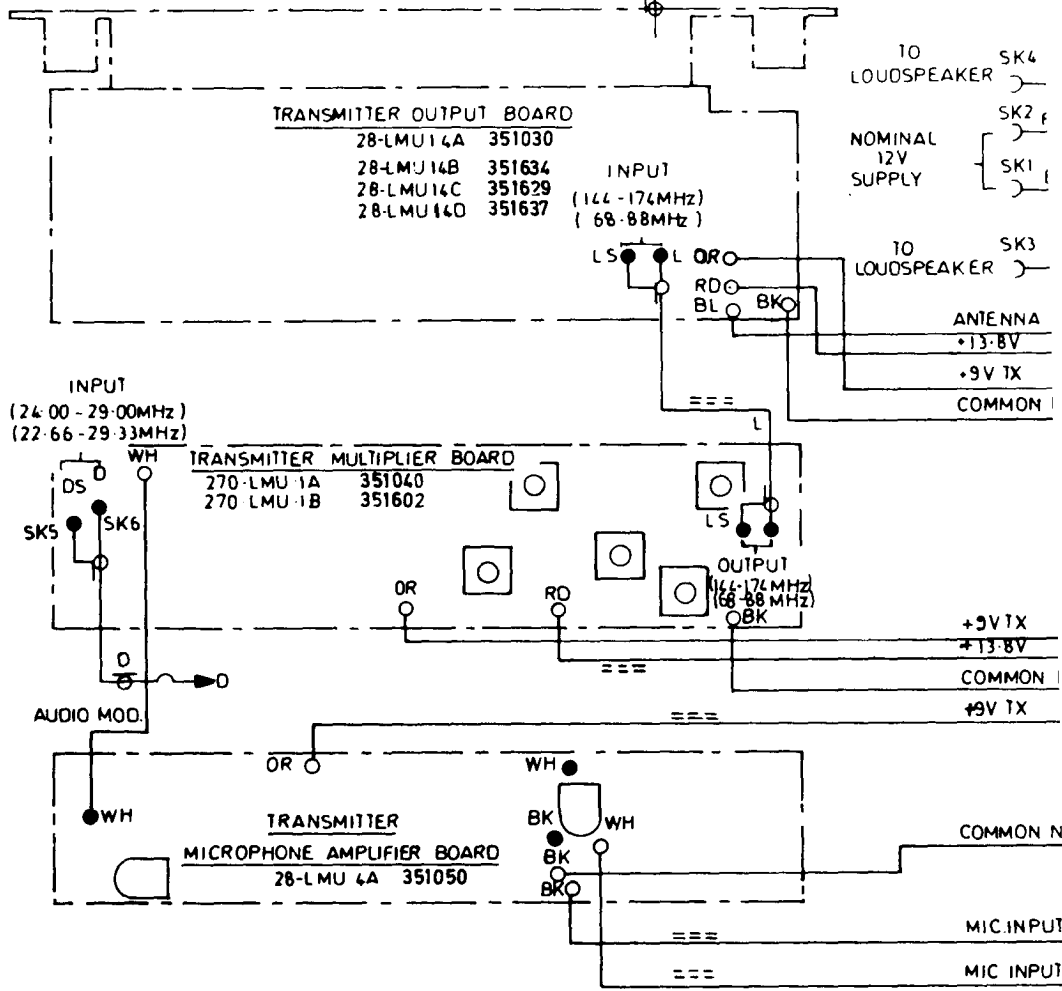 TO
LOUDSPEAKER
SK4
TRANSMITTER OUTPUT BOARD
28-LMU14A 351030
28-LMU14B 351634
28-LMU14C 351629
28-LMU14D 351637
SK2
NOMINAL
12V
SUPPLY
SK1
INPUT
(144-174MHz)
(68-88MHz)
TO
LOUDSPEAKER
SK3
LS
L
OR
RD
BL
BK
ANTENNA
+13.8V
+9V TX
COMMON
===
L
INPUT
(24.00-29.00MHz)
(22.66-29.33MHz)
WH
TRANSMITTER MULTIPLIER BOARD
270-LMU-1A 351040
270-LMU-1B 351602
D
DS
SK5
SK6
LS
OUTPUT
(144-174MHz)
(68-88MHz)
OR
RD
BK
+9V TX
+13.8V
===
COMMON
D
D
AUDIO MOD.
===
+9V TX
OR
WH
WH
TRANSMITTER
MICROPHONE AMPLIFIER BOARD
28-LMU 4A 351050
BK
WH
BK
BK
COMMON N
===
MIC.INPUT
===
MIC INPUT